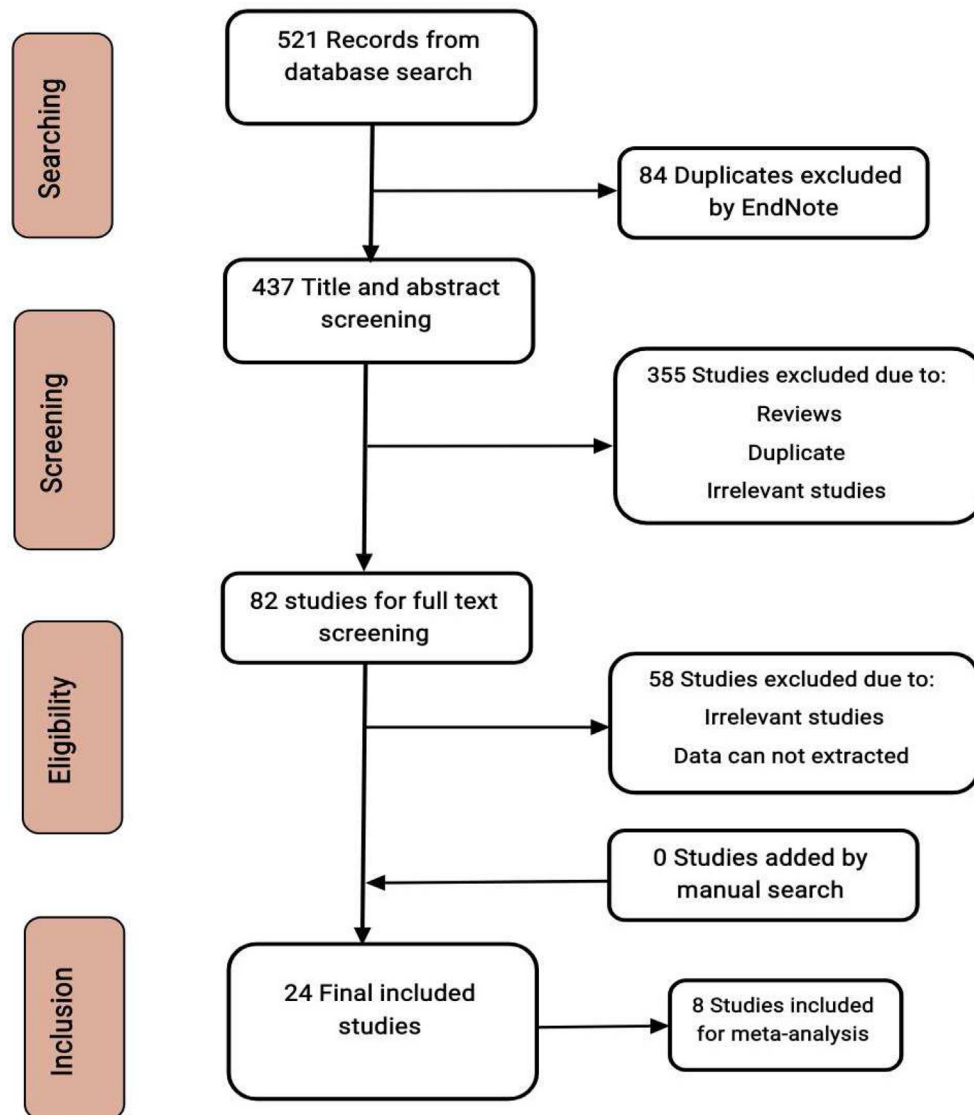 Searching
521 Records from
database search
84 Duplicates excluded
by EndNote
437 Title and abstract
screening
Screening
355 Studies excluded due to:
Reviews
Duplicate
Irrelevant studies
82 studies for full text
screening
Eligibility
58 Studies excluded due to:
Irrelevant studies
Data can not extracted
0 Studies added by
manual search
Inclusion
24 Final included
studies
8 Studies included
for meta-analysis